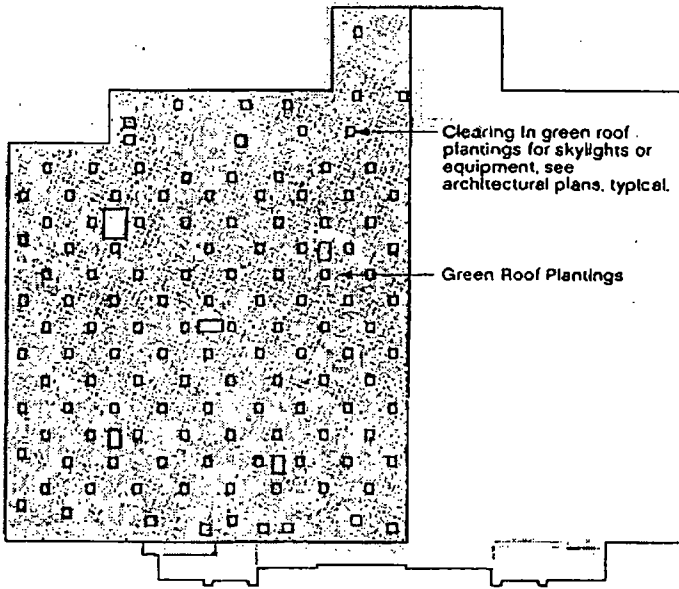 Clearing In green roof
plantings for skylights or
equipment, see
architectural plans, typical.
Green Roof Plantings